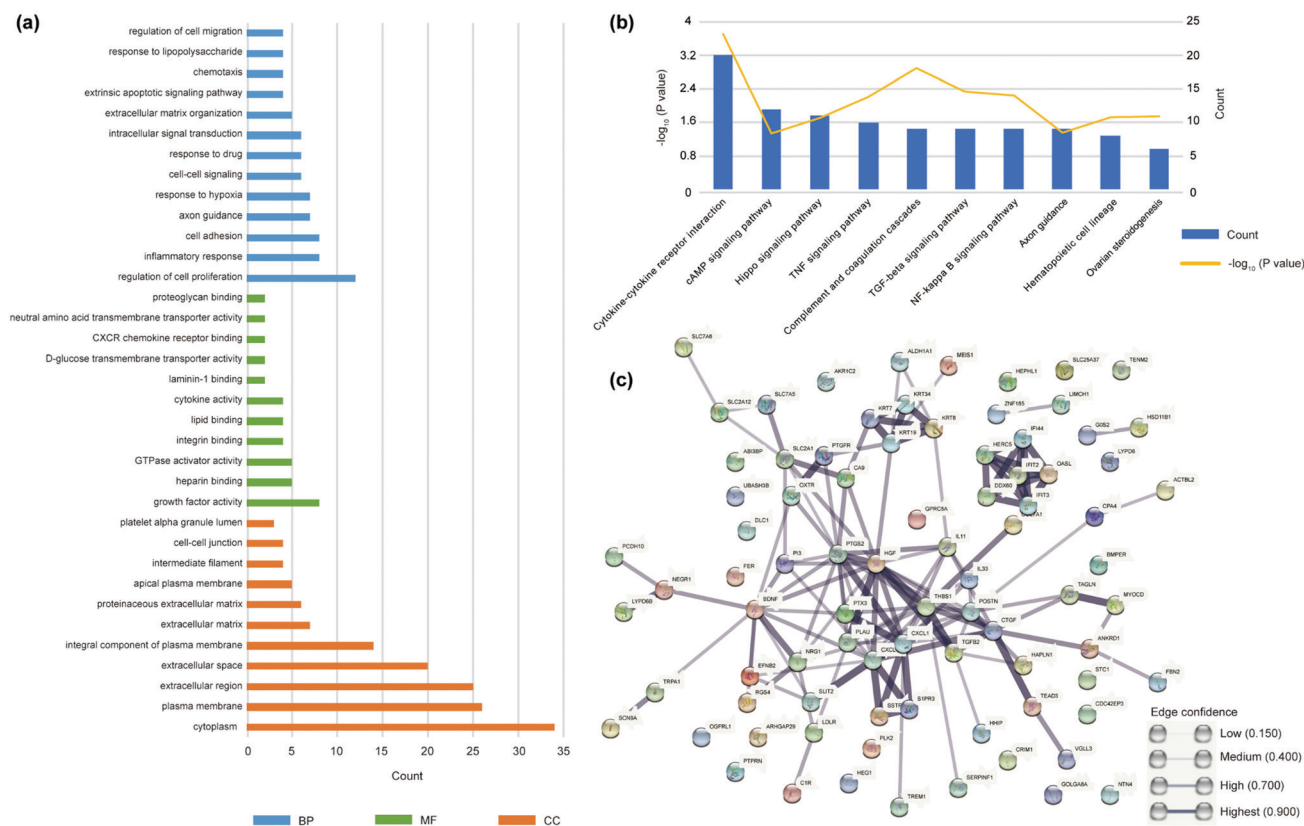 (a)
regulation of cell migration
response to lipopolysaccharide
chemotaxis
extrinsic apoptotic signaling pathway
extracellular matrix organization
intracellular signal transduction
response to drug
cell-cell signaling
response to hypoxia
axon guidance
cell adhesion
inflammatory response
regulation of cell proliferation
proteoglycan binding
neutral amino acid transmembrane transporter activity
CXCR chemokine receptor binding
D-glucose transmembrane transporter activity
laminin-1 binding
cytokine activity
lipid binding
integrin binding
GTPase activator activity
heparin binding
growth factor activity
platelet alpha granule lumen
cell-cell junction
intermediate filament
apical plasma membrane
proteinaceous extracellular matrix
extracellular matrix
integral component of plasma membrane
extracellular space
extracellular region
plasma membrane
cytoplasm
0 5 10 15 20 25 30 35
Count
BP MF CC
(b)
-log10 (P value)
4
3.2
2.4
1.6
0.8
0
25
20
15
10
5
0
Count
Cytokine-cytokine receptor interaction
cAMP signaling pathway
Hippo signaling pathway
TNF signaling pathway
Complement and coagulation cascades
TGF-beta signaling pathway
NF-kappa B signaling pathway
Axon guidance
Hematopoietic cell lineage
Ovarian steroidogenesis
Count
-log10 (P value)
(c)
SLC7A6
ALDH1A1
MEIS1
SLC25A37
TENM2
HEPHL1
AKR1C2
SLC2A12
SLC7A5
KRT34
KRT7
KRT8
KRT19
ZNF185
LIMCH1
G0S2
HSD11B1
IFI44
HERC5
IFIT2
OASL
DDX60
IFIT3
LYPD6
ABI3BP
SLC2A1
PTGFR
CA9
UBASH3B
OXTR
ACTBL2
CPA4
DLC1
GPRC5A
PCDH10
NEGR1
FER
PI3
PTGS2
HGF
IL11
IL33
BMPER
LYPD6B
BDNF
PTX3
THBS1
POSTN
TAGLN
MYOCD
PLAU
CXCL1
CTGF
NRG1
TGFB2
ANKRD1
HAPLN1
EFNB2
STC1
FBN2
TRPA1
RGS4
SLIT2
S1PR3
TEAD3
CDC42EP3
SCN9A
LDLR
HHIP
OGFRL1
ARHGAP29
PLK2
CRIM1
VGLL3
PTPRN
C1R
HEG1
SERPINF1
TREM1
GOLGA8A
NTN4
Edge confidence
Low (0.150)
Medium (0.400)
High (0.700)
Highest (0.900)